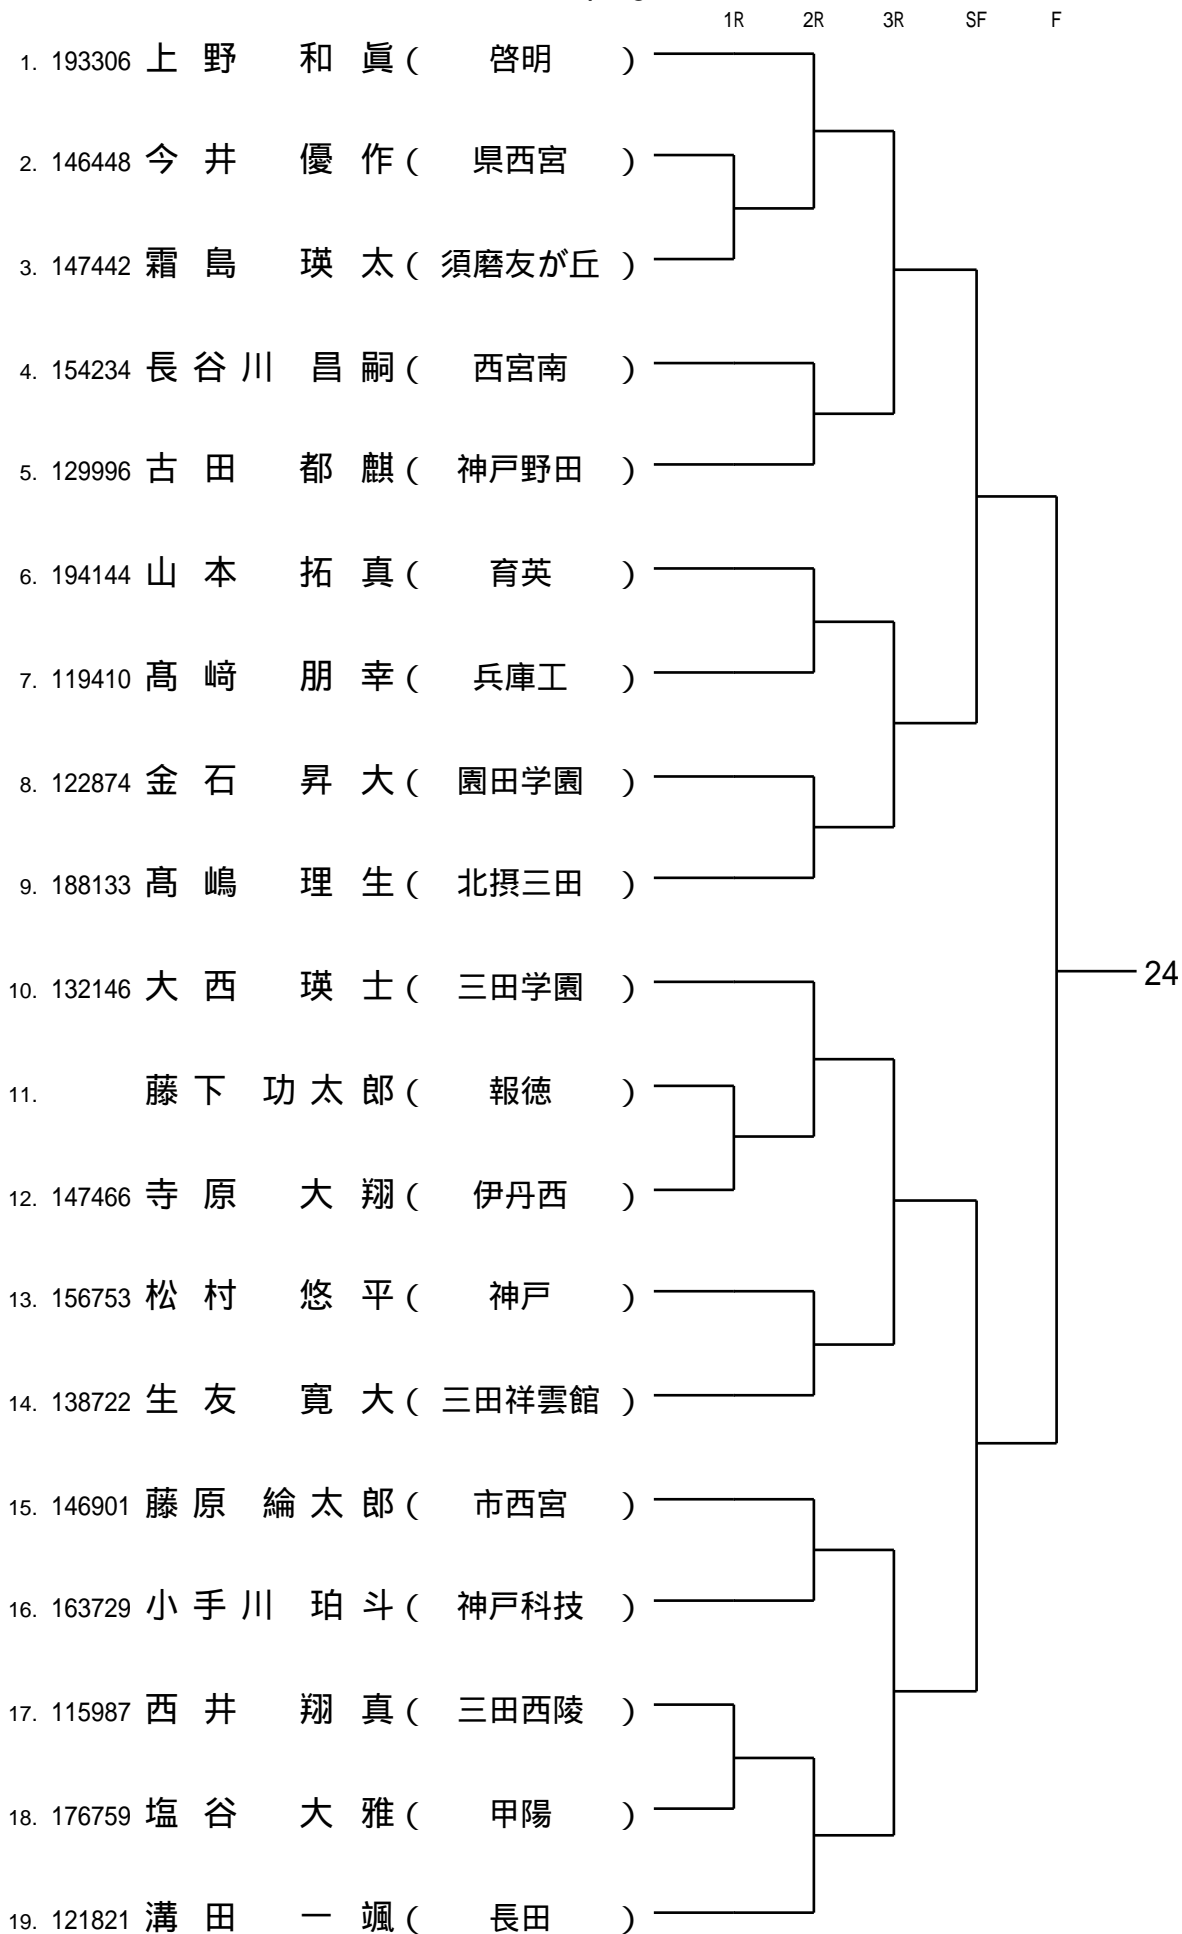 1R 2R 3R SF F
1. 193306 上野 和眞 ( 啓明 )
2. 146448 今井 優作 ( 県西宮 )
3. 147442 霜島 瑛太 ( 須磨友が丘 )
4. 154234 長谷川 昌嗣 ( 西宮南 )
5. 129996 古田 都麒 ( 神戸野田 )
6. 194144 山本 拓真 ( 育英 )
7. 119410 髙﨑 朋幸 ( 兵庫工 )
8. 122874 金石 昇大 ( 園田学園 )
9. 188133 髙嶋 理生 ( 北摂三田 )
10. 132146 大西 瑛士 ( 三田学園 )
24
11. 藤下 功太郎 ( 報徳 )
12. 147466 寺原 大翔 ( 伊丹西 )
13. 156753 松村 悠平 ( 神戸 )
14. 138722 生友 寛大 ( 三田祥雲館 )
15. 146901 藤原 綸太郎 ( 市西宮 )
16. 163729 小手川 珀斗 ( 神戸科技 )
17. 115987 西井 翔真 ( 三田西陵 )
18. 176759 塩谷 大雅 ( 甲陽 )
19. 121821 溝田 一颯 ( 長田 )